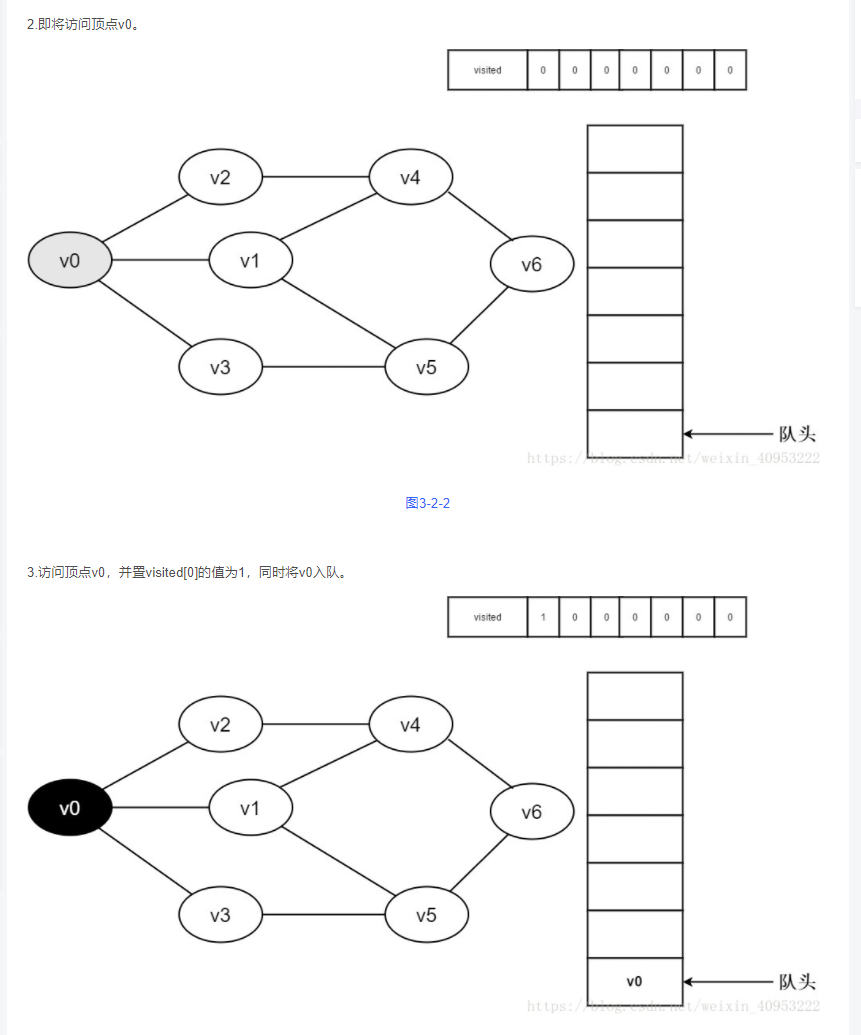 2.即将访问顶点v0。
visited 0 0 0 0 0 0 0
v2
v4
v0
v1
v6
v3
v5
队头
https://blog.csdn.net/weixin_40953222
图3-2-2
3.访问顶点v0，并置visited[0]的值为1，同时将v0入队。
visited 1 0 0 0 0 0 0
v2
v4
v0
v1
v6
v3
v5
v0
队头
https://blog.csdn.net/weixin_40953222